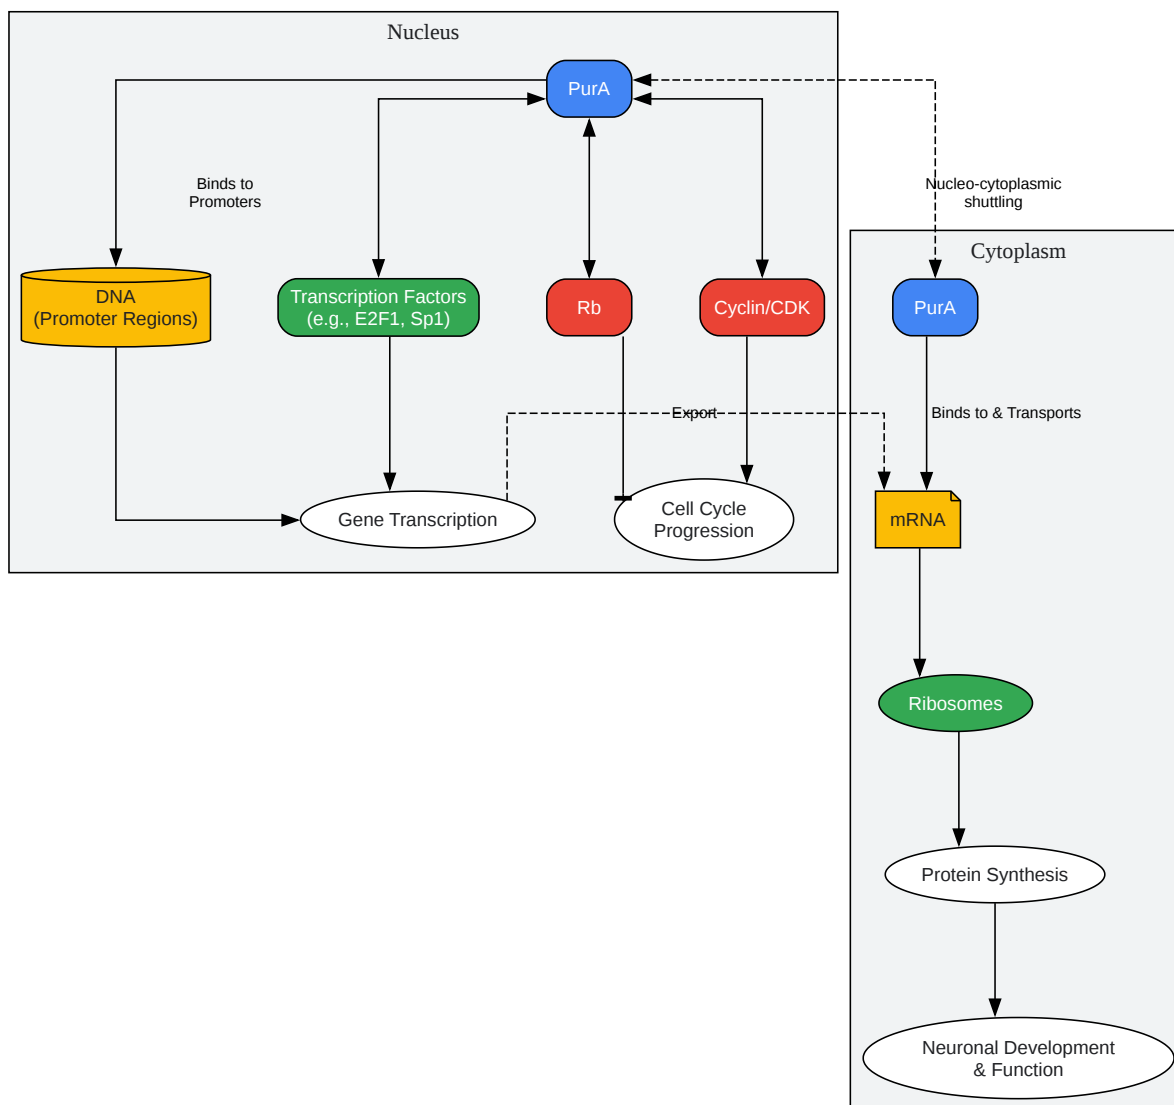 Nucleus
PurA
Binds to
Promoters
Nucleo-cytoplasmic
shuttling
Cytoplasm
DNA
(Promoter Regions)
Transcription Factors
(e.g., E2F1, Sp1)
Rb
Cyclin/CDK
PurA
Export
Binds to & Transports
Gene Transcription
Cell Cycle
Progression
mRNA
Ribosomes
Protein Synthesis
Neuronal Development
& Function